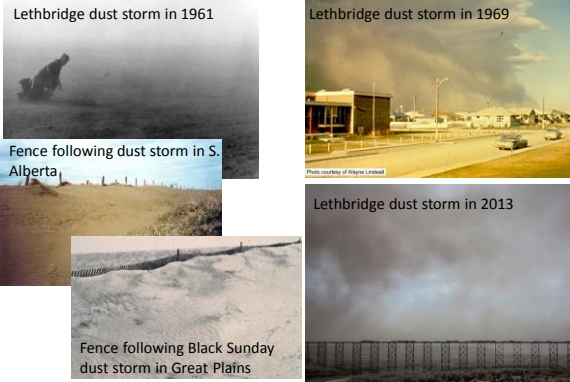 Lethbridge dust storm in 1961
Lethbridge dust storm in 1969
Photo courtesy of Wayne Lindwall
Fence following dust storm in S.
Alberta
Lethbridge dust storm in 2013
Fence following Black Sunday
dust storm in Great Plains